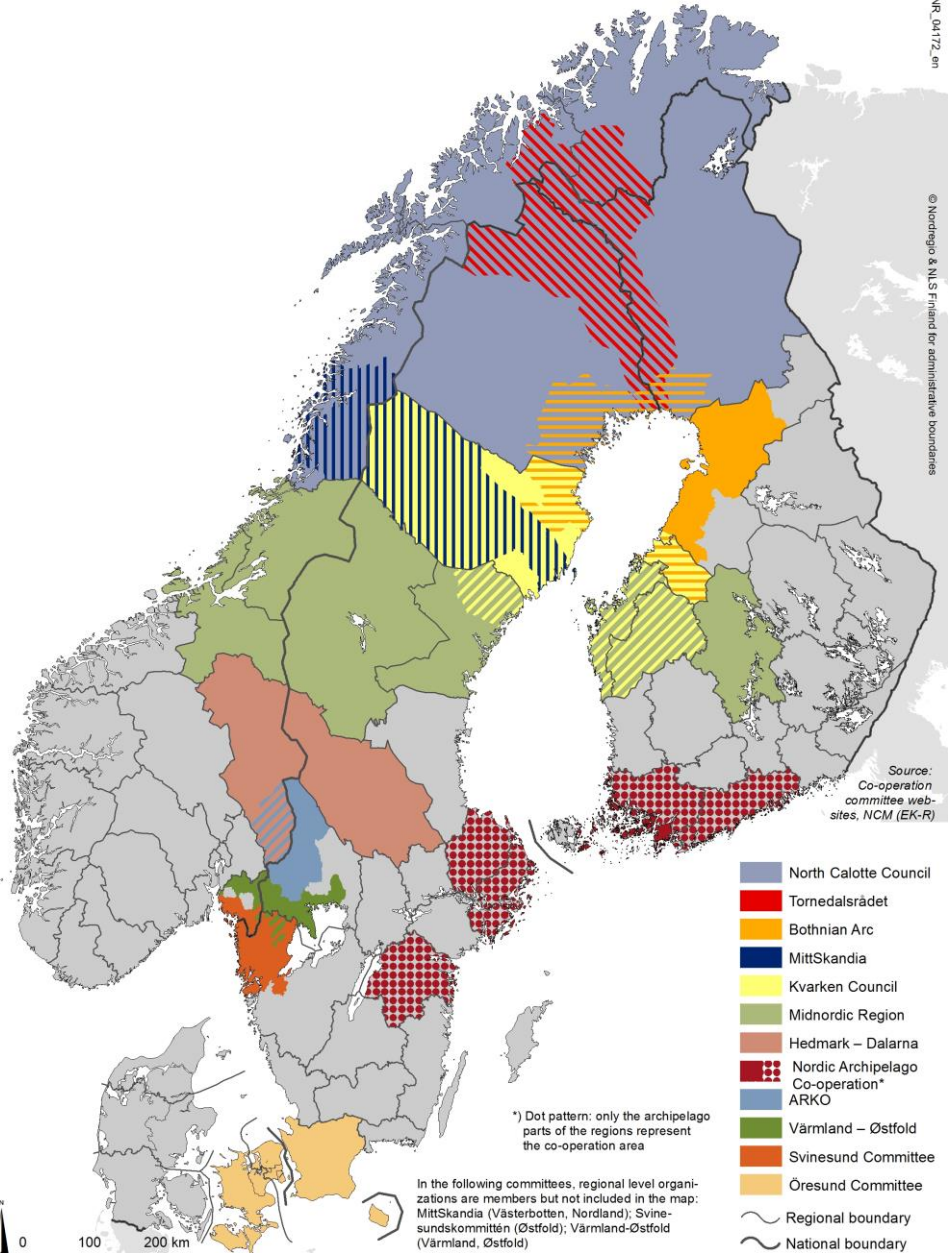 NR_04172_en
© Nordregio & NLS Finland for administrative boundaries
Source:
Co-operation
committee web-
sites, NCM (EK-R)
North Calotte Council
Tornedalsrådet
Bothnian Arc
MittSkandia
Kvarken Council
Midnordic Region
Hedmark – Dalarna
Nordic Archipelago
Co-operation*
ARKO
Värmland – Østfold
Svinesund Committee
Öresund Committee
Regional boundary
National boundary
*) Dot pattern: only the archipelago
parts of the regions represent
the co-operation area
In the following committees, regional level organi-
zations are members but not included in the map:
MittSkandia (Västerbotten, Nordland); Svine-
sundskommittén (Østfold); Värmland-Østfold
(Värmland, Østfold)
N
0 100 200 km